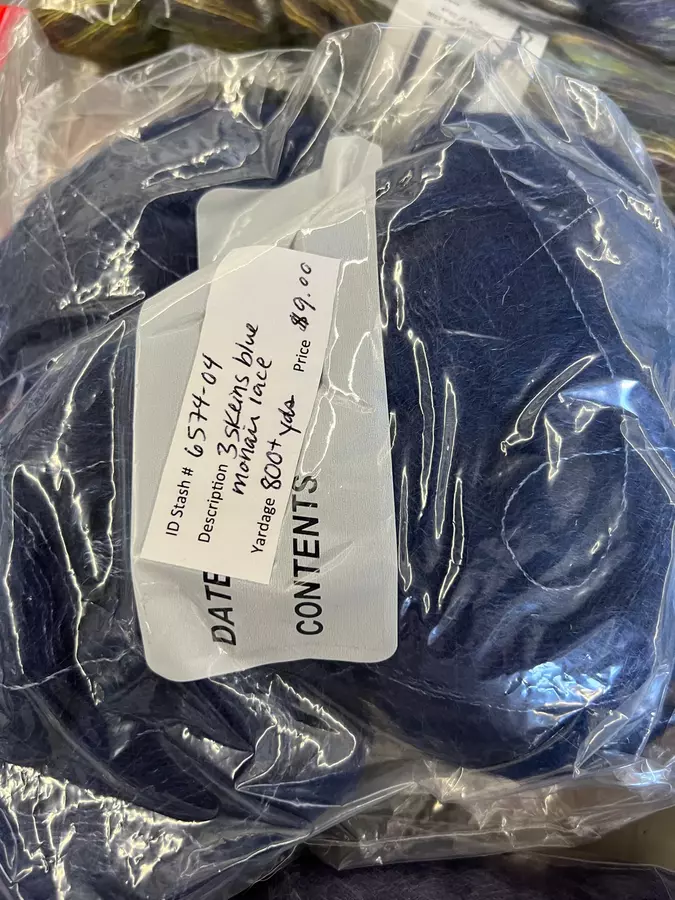 ID Stash # 6574-04
Description 3 skeins blue
mohair lace
Yardage 800+ yds Price $9.00
DATE
CONTENTS